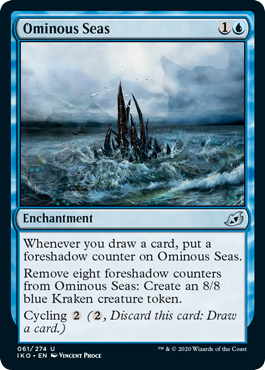 Ominous Seas 1
Enchantment
Whenever you draw a card, put a
foreshadow counter on Ominous Seas.
Remove eight foreshadow counters
from Ominous Seas: Create an 8/8
blue Kraken creature token.
Cycling 2 (2, Discard this card: Draw
a card.)
061/274 U
IKO • EN VINCENT PROCE ™ & © 2020 Wizards of the Coast